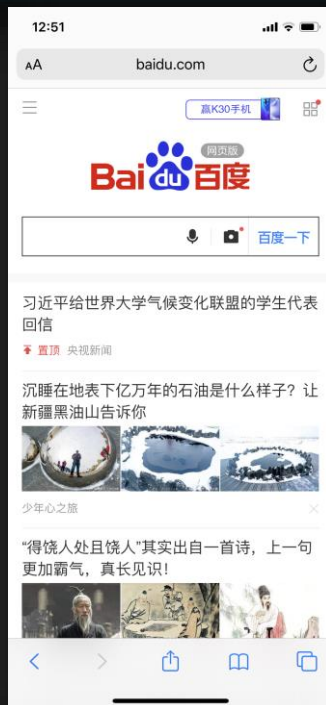 12:51
AA baidu.com
赢K30手机
网页版
Bai du 百度
百度一下
习近平给世界大学气候变化联盟的学生代表
回信
置顶 央视新闻
沉睡在地表下亿万年的石油是什么样子？让
新疆黑油山告诉你
少年心之旅
“得饶人处且饶人”其实出自一首诗，上一句
更加霸气，真长见识！